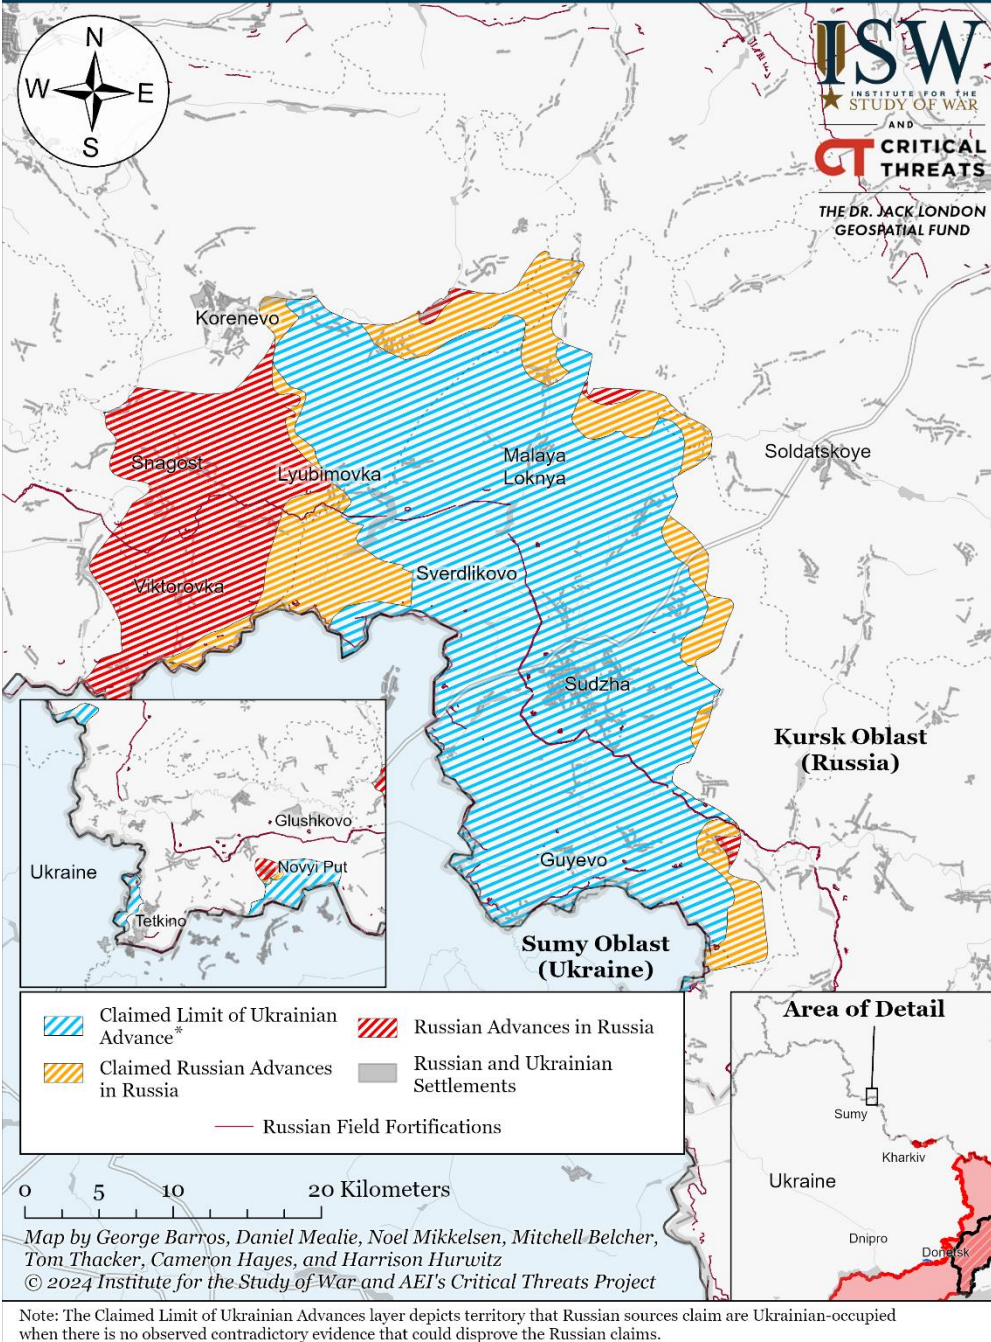 N
W
E
S
ISW
INSTITUTE FOR THE
STUDY OF WAR
AND
CT CRITICAL
THREATS
THE DR. JACK LONDON
GEOSPATIAL FUND
Korenevo
Snagost
Lyubimovka
Malaya
Loknya
Soldatskoye
Viktorovka
Sverdlikovo
Sudzha
Kursk Oblast
(Russia)
Guyevo
Sumy Oblast
(Ukraine)
Glushkovo
Ukraine
Novyi Put
Tetkino
Claimed Limit of Ukrainian
Advance*
Claimed Russian Advances
in Russia
Russian Advances in Russia
Russian and Ukrainian
Settlements
Russian Field Fortifications
Area of Detail
Sumy
Kharkiv
Ukraine
Dnipro
Donetsk
0 5 10 20 Kilometers
Map by George Barros, Daniel Mealie, Noel Mikkelsen, Mitchell Belcher,
Tom Thacker, Cameron Hayes, and Harrison Hurwitz
© 2024 Institute for the Study of War and AEI's Critical Threats Project
Note: The Claimed Limit of Ukrainian Advances layer depicts territory that Russian sources claim are Ukrainian-occupied
when there is no observed contradictory evidence that could disprove the Russian claims.